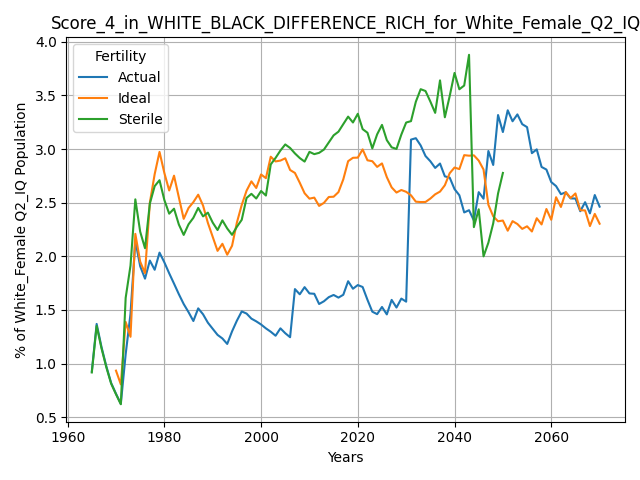 Score_4_in_WHITE_BLACK_DIFFERENCE_RICH_for_White_Female_Q2_IQ
Fertility
Actual
Ideal
Sterile
% of White_Female Q2_IQ Population
4.0
3.5
3.0
2.5
2.0
1.5
1.0
0.5
1960 1980 2000 2020 2040 2060
Years